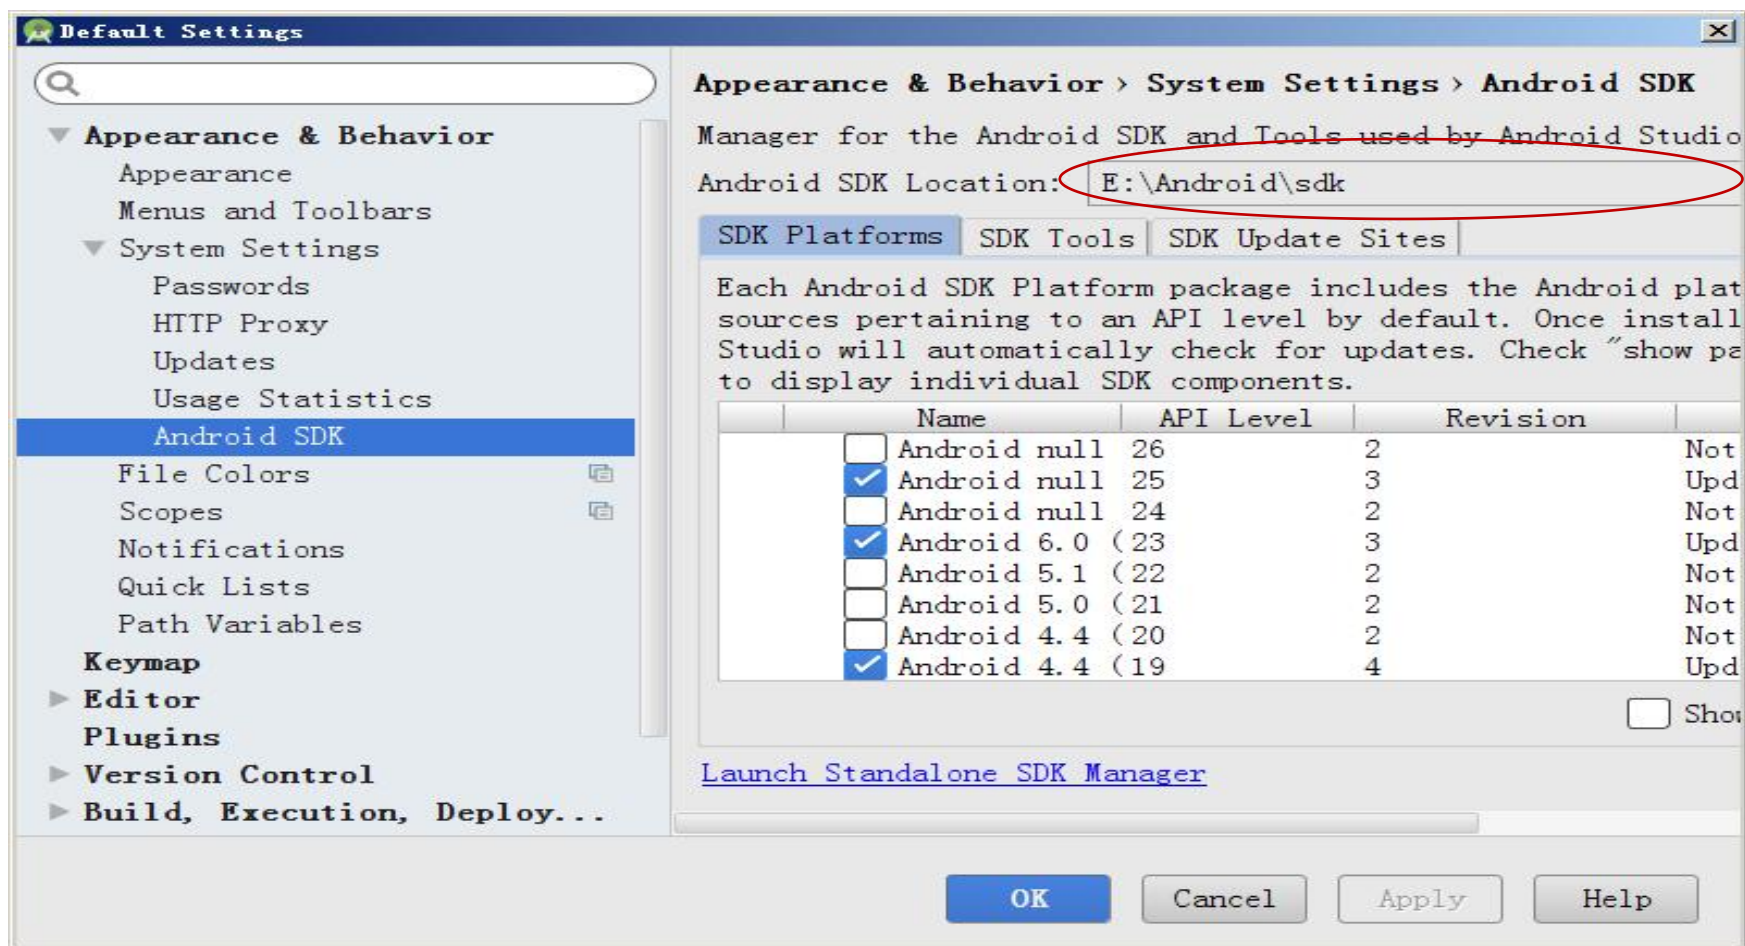 Default Settings
Appearance & Behavior
Appearance
Menus and Toolbars
System Settings
Passwords
HTTP Proxy
Updates
Usage Statistics
Android SDK
File Colors
Scopes
Notifications
Quick Lists
Path Variables
Keymap
Editor
Plugins
Version Control
Build, Execution, Deploy...
Appearance & Behavior › System Settings › Android SDK
Manager for the Android SDK and Tools used by Android Studio
Android SDK Location: E:\Android\sdk
SDK Platforms SDK Tools SDK Update Sites
Each Android SDK Platform package includes the Android plat
sources pertaining to an API level by default. Once install
Studio will automatically check for updates. Check "show pa
to display individual SDK components.
Name API Level Revision
Android null 26 2 Not
Android null 25 3 Upd
Android null 24 2 Not
Android 6.0 ( 23 3 Upd
Android 5.1 ( 22 2 Not
Android 5.0 ( 21 2 Not
Android 4.4 ( 20 2 Not
Android 4.4 ( 19 4 Upd
Sho
Launch Standalone SDK Manager
OK Cancel Apply Help